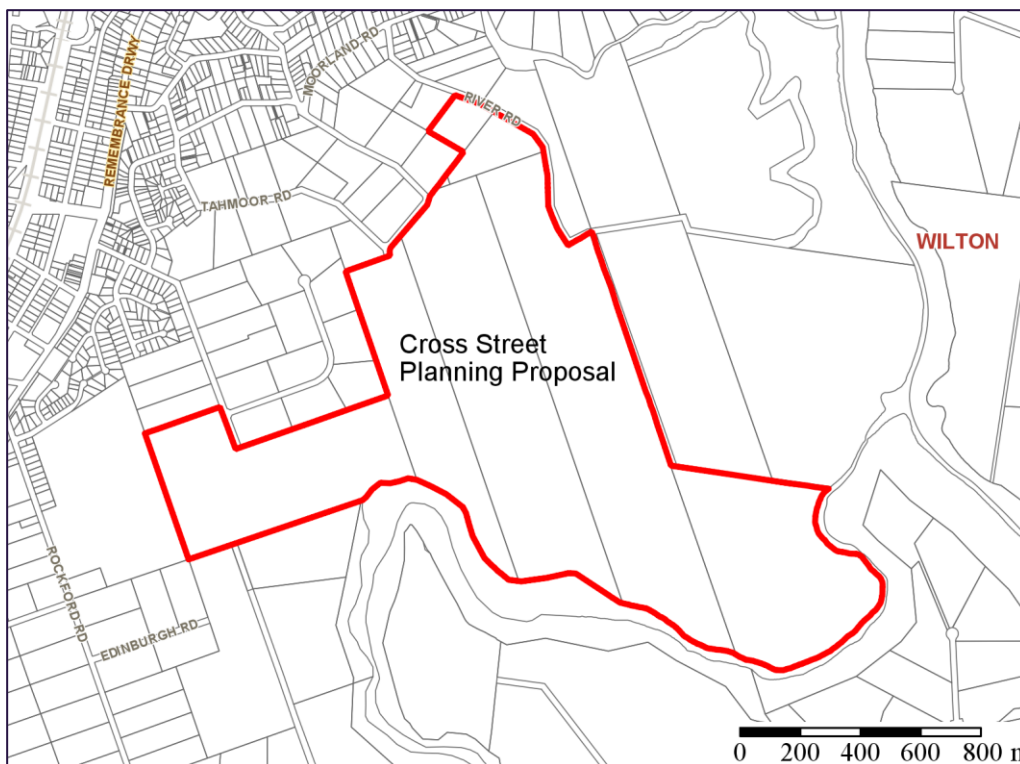 MOORLAND RD
REMEMBRANCE DRWY
RIVER RD
TAHMOOR RD
WILTON
Cross Street
Planning Proposal
ROCKFORD RD
EDINBURGH RD
0 200 400 600 800 m